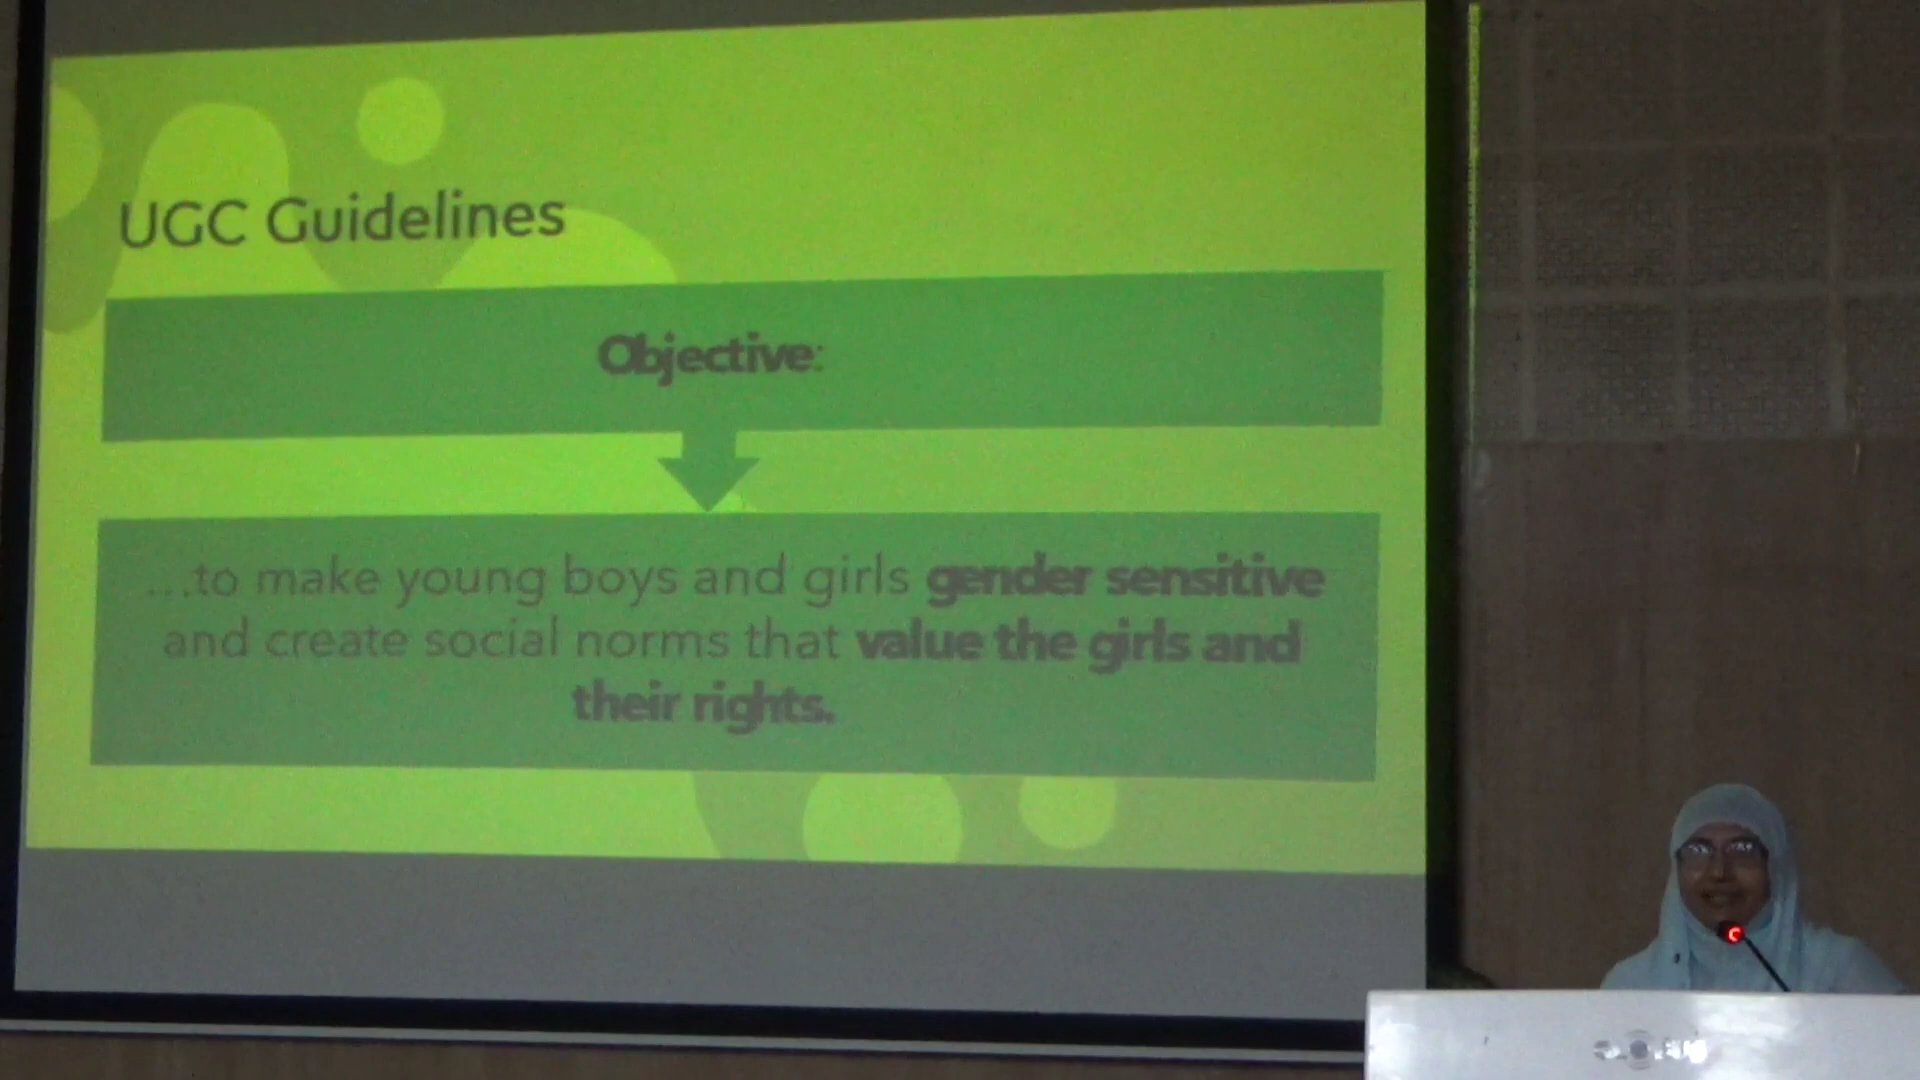 UGC Guidelines
Objective:
...to make young boys and girls gender sensitive
and create social norms that value the girls and
their rights.